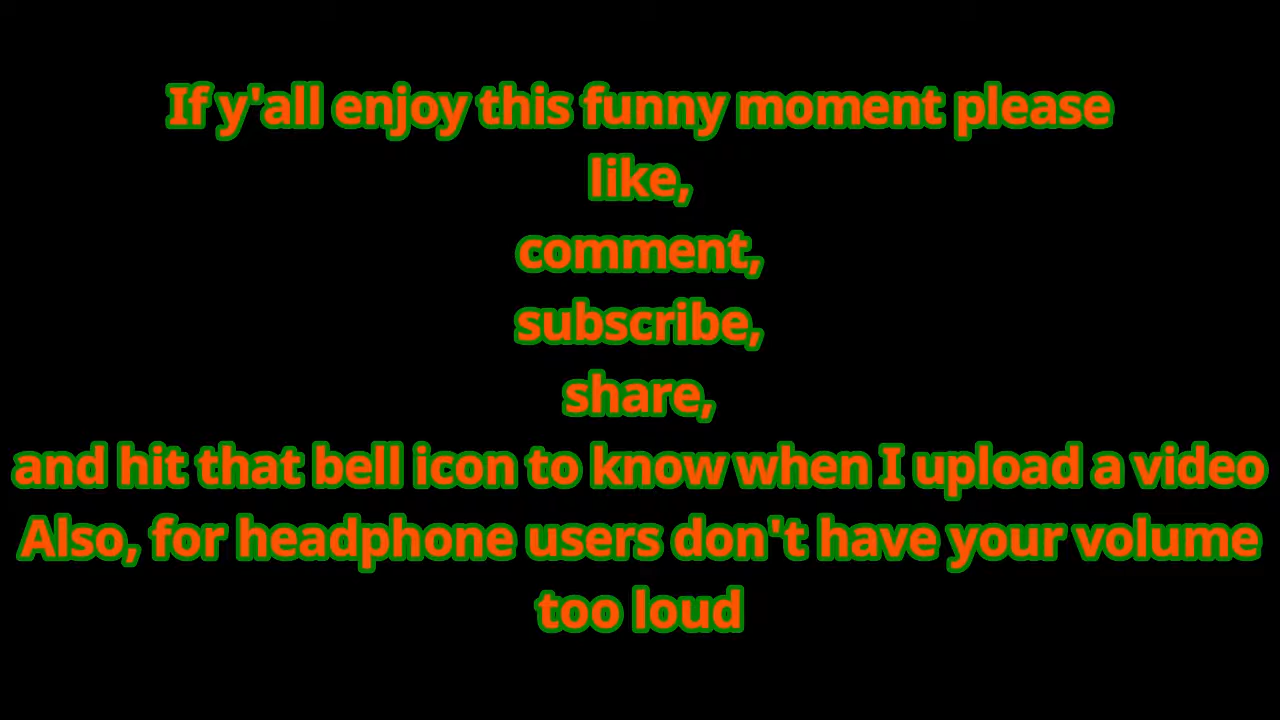 If y'all enjoy this funny moment please
like,
comment,
subscribe,
share,
and hit that bell icon to know when I upload a video
Also, for headphone users don't have your volume
too loud